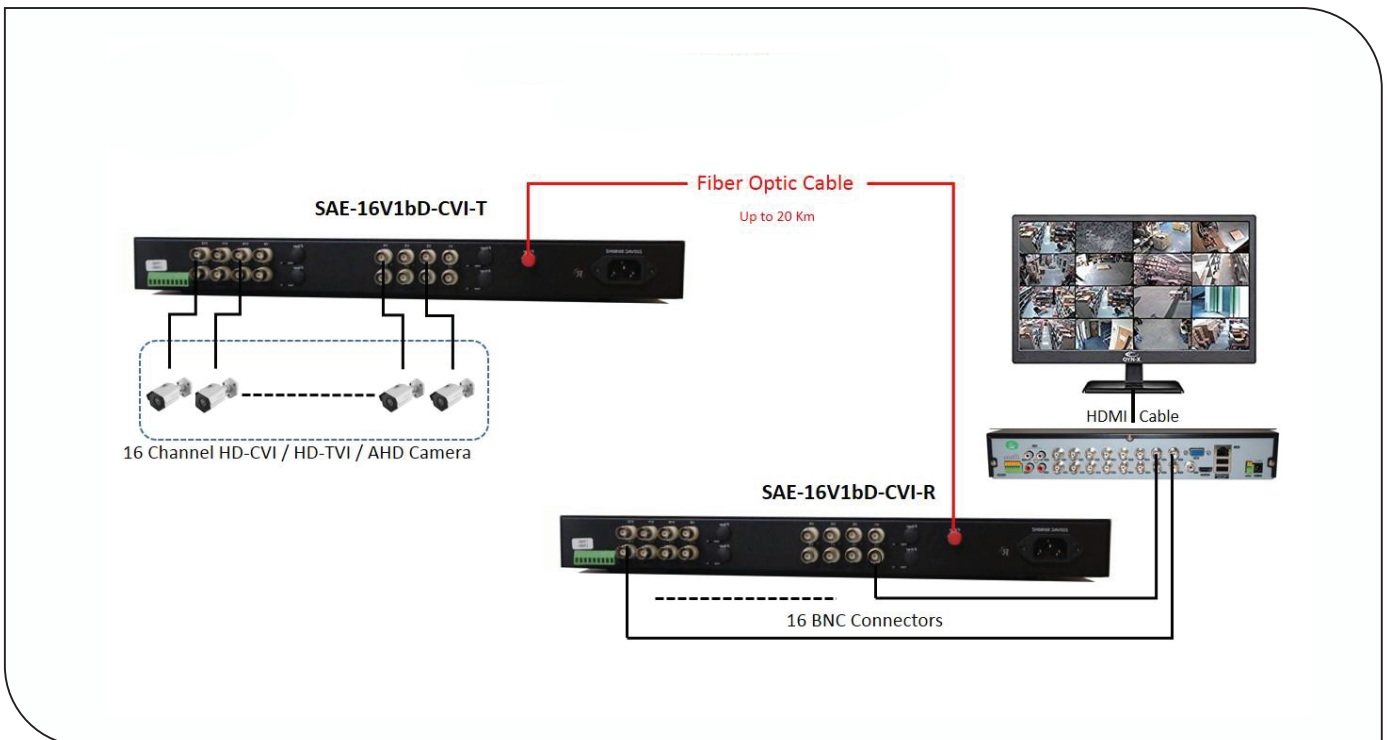 Fiber Optic Cable
Up to 20 Km
SAE-16V1bD-CVI-T
16 Channel HD-CVI / HD-TVI / AHD Camera
QYN-X
HDMI Cable
SAE-16V1bD-CVI-R
16 BNC Connectors